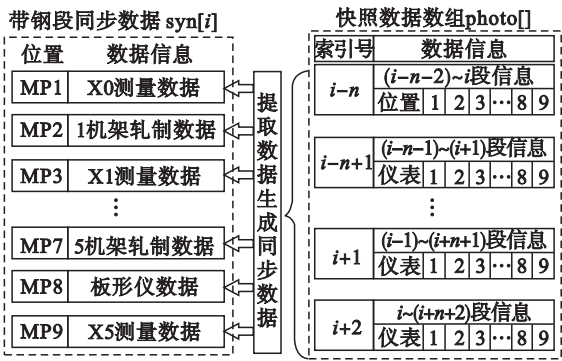 带钢段同步数据 syn[i]
位置 数据信息
MP1 X0测量数据
MP2 1机架轧制数据
MP3 X1测量数据
⋮
MP7 5机架轧制数据
MP8 板形仪数据
MP9 X5测量数据
提取数据生成同步数据
快照数据数组photo[]
索引号 数据信息
i-n (i-n-2)~i段信息
位置 1 2 3 ··· 8 9
i-n+1 (i-n-1)~(i+1)段信息
仪表 1 2 3 ··· 8 9
⋮
i+1 (i-1)~(i+n+1)段信息
仪表 1 2 3 ··· 8 9
i+2 i~(i+n+2)段信息
仪表 1 2 3 ··· 8 9